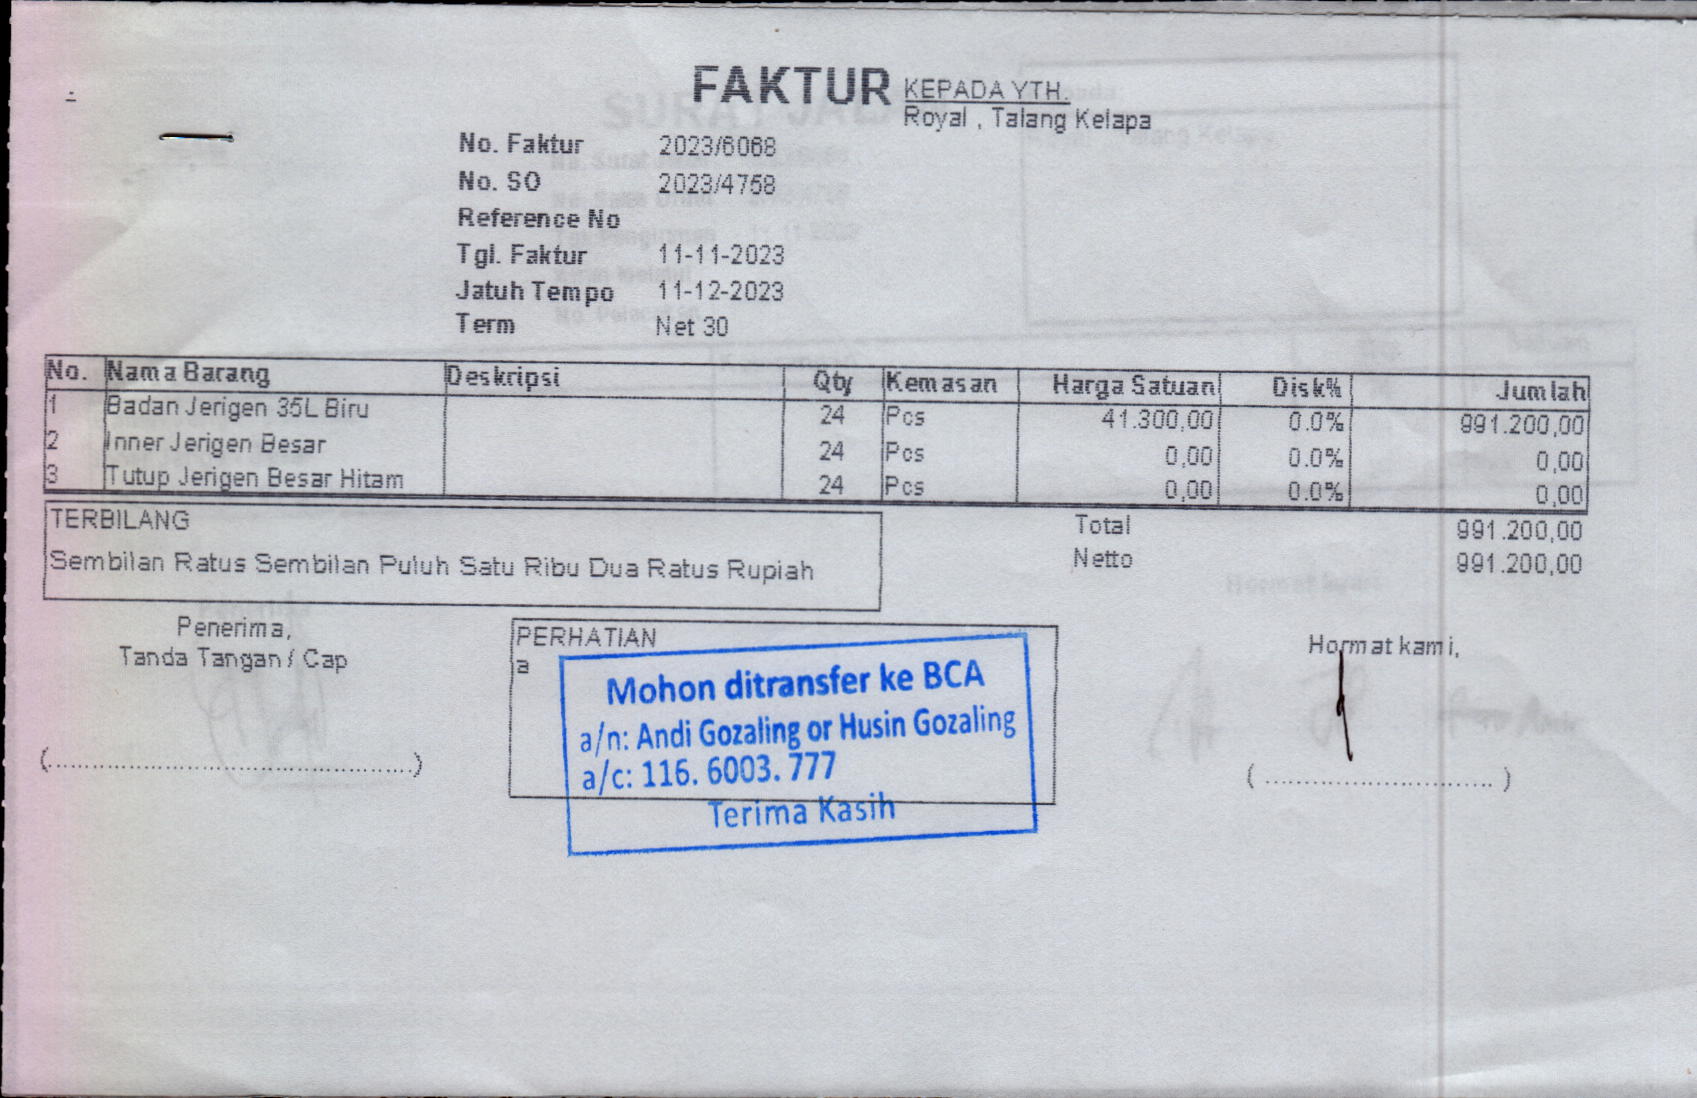 FAKTUR
KEPADA YTH.
Royal , Talang Kelapa
No. Faktur 2023/6068
No. SO 2023/4758
Reference No
Tgl. Faktur 11-11-2023
Jatuh Tempo 11-12-2023
Term Net 30
No. Nama Barang Deskripsi Qty Kemasan Harga Satuan Disk% Jumlah
1 Badan Jerigen 35L Biru 24 Pcs 41.300,00 0.0% 991.200,00
2 Inner Jerigen Besar 24 Pcs 0,00 0.0% 0,00
3 Tutup Jerigen Besar Hitam 24 Pcs 0,00 0.0% 0,00
TERBILANG
Sembilan Ratus Sembilan Puluh Satu Ribu Dua Ratus Rupiah
Total 991.200,00
Netto 991.200,00
Penerima,
Tanda Tangan / Cap
(................................................)
PERHATIAN
a
Mohon ditransfer ke BCA
a/n: Andi Gozaling or Husin Gozaling
a/c: 116. 6003. 777
Terima Kasih
Hormat kami,
( .............................. )